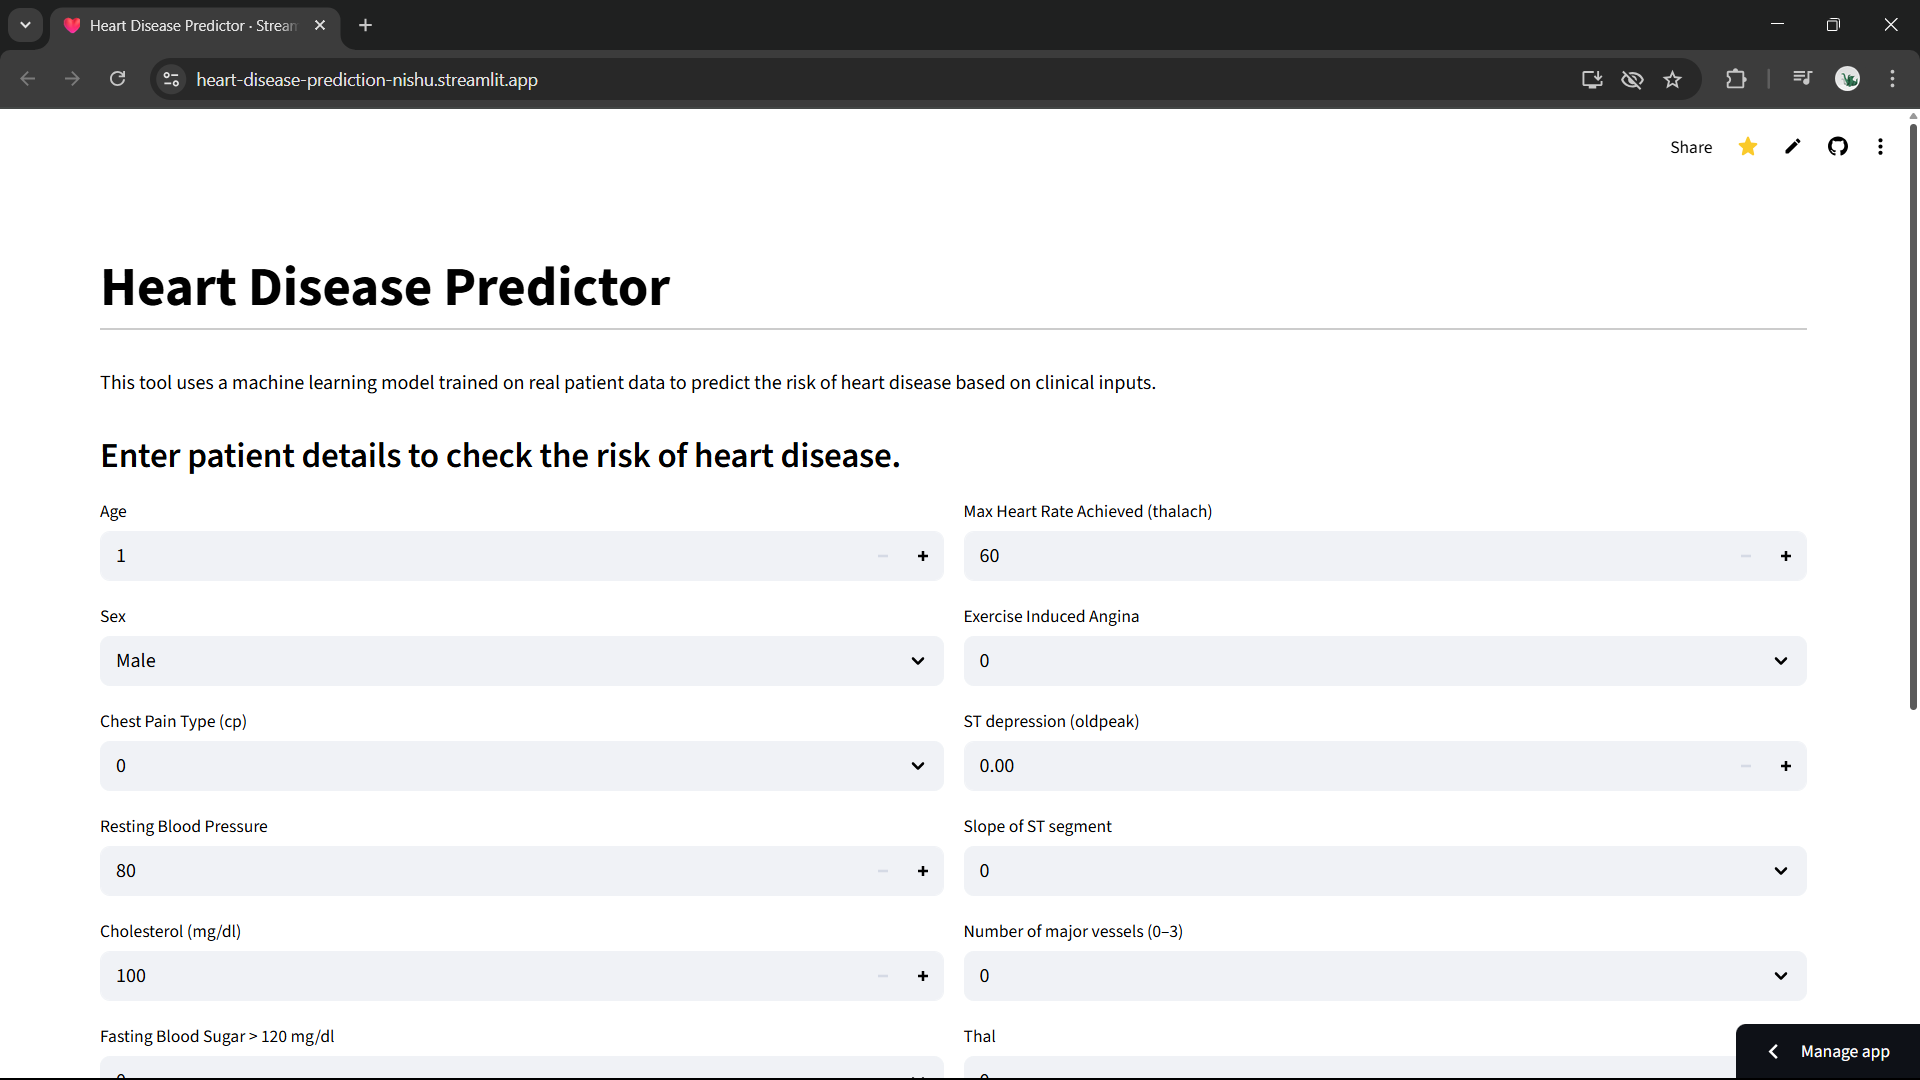 Heart Disease Predictor · Stream
heart-disease-prediction-nishu.streamlit.app
Share
Heart Disease Predictor
This tool uses a machine learning model trained on real patient data to predict the risk of heart disease based on clinical inputs.
Enter patient details to check the risk of heart disease.
Age
1
Sex
Male
Chest Pain Type (cp)
0
Resting Blood Pressure
80
Cholesterol (mg/dl)
100
Fasting Blood Sugar > 120 mg/dl
Max Heart Rate Achieved (thalach)
60
Exercise Induced Angina
0
ST depression (oldpeak)
0.00
Slope of ST segment
0
Number of major vessels (0–3)
0
Thal
Manage app